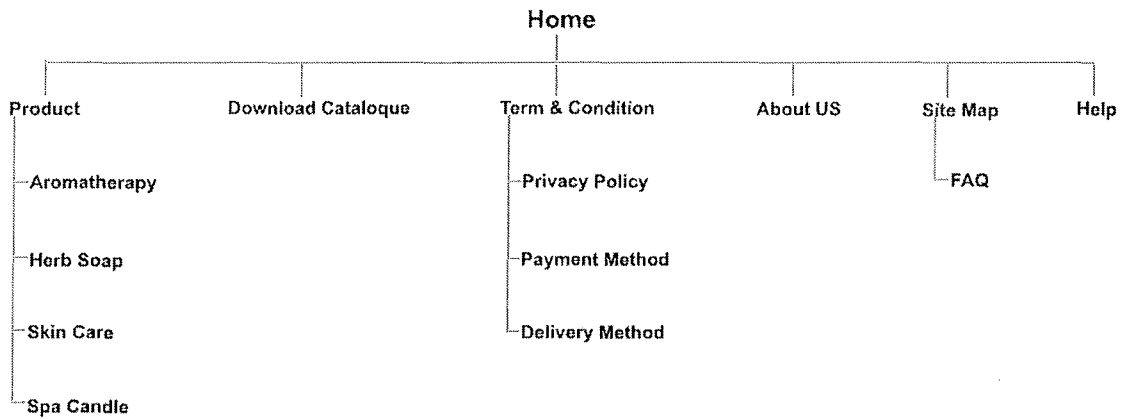 Home
Product Download Cataloque Term & Condition About US Site Map Help
Aromatherapy Privacy Policy FAQ
Herb Soap Payment Method
Skin Care Delivery Method
Spa Candle